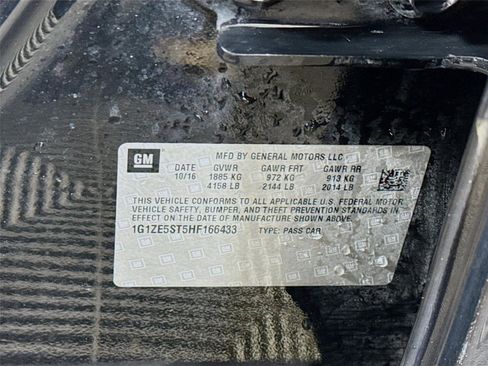 GM
MFD BY GENERAL MOTORS LLC
DATE GVWR GAWR FRT GAWR RR
10/16 1885 KG 972 KG 913 KG
4158 LB 2144 LB 2014 LB
THIS VEHICLE CONFORMS TO ALL APPLICABLE U.S. FEDERAL MOTOR
VEHICLE SAFETY, BUMPER, AND THEFT PREVENTION STANDARDS
IN EFFECT ON THE DATE OF MANUFACTURE SHOWN ABOVE.
1G1ZE5ST5HF166433 TYPE: PASS CAR